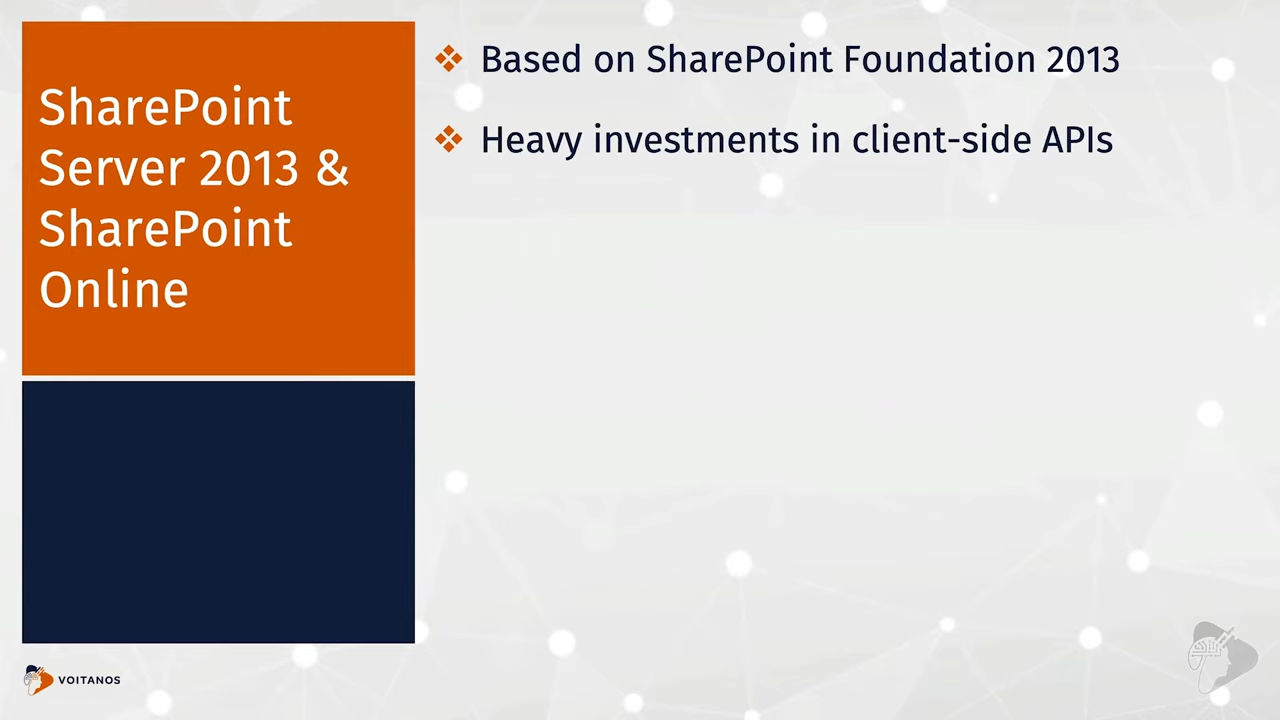 SharePoint
Server 2013 &
SharePoint
Online
Based on SharePoint Foundation 2013
Heavy investments in client-side APIs
VOITANOS